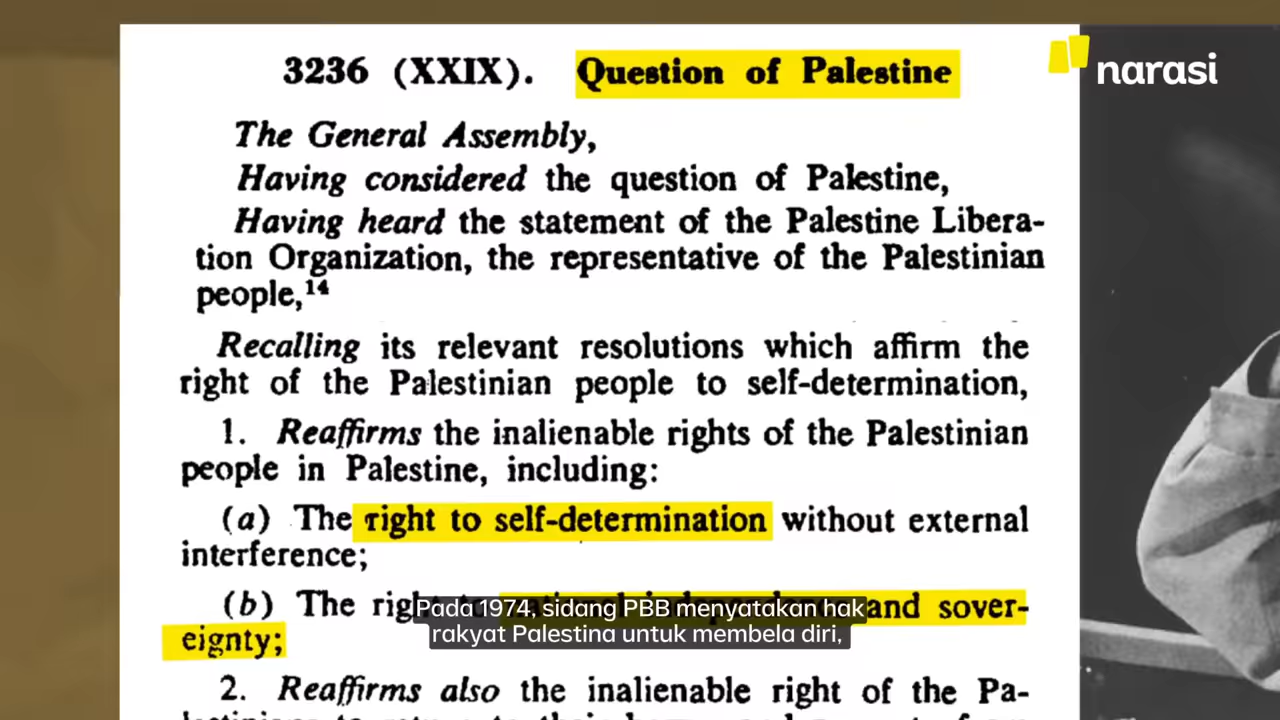 3236 (XXIX). Question of Palestine
narasi
The General Assembly,
Having considered the question of Palestine,
Having heard the statement of the Palestine Libera-
tion Organization, the representative of the Palestinian
people,14
Recalling its relevant resolutions which affirm the
right of the Palestinian people to self-determination,
1. Reaffirms the inalienable rights of the Palestinian
people in Palestine, including:
(a) The right to self-determination without external
interference;
(b) The right and sover-
eignty;
Pada 1974, sidang PBB menyatakan hak
rakyat Palestina untuk membela diri,
2. Reaffirms also the inalienable right of the Pa-